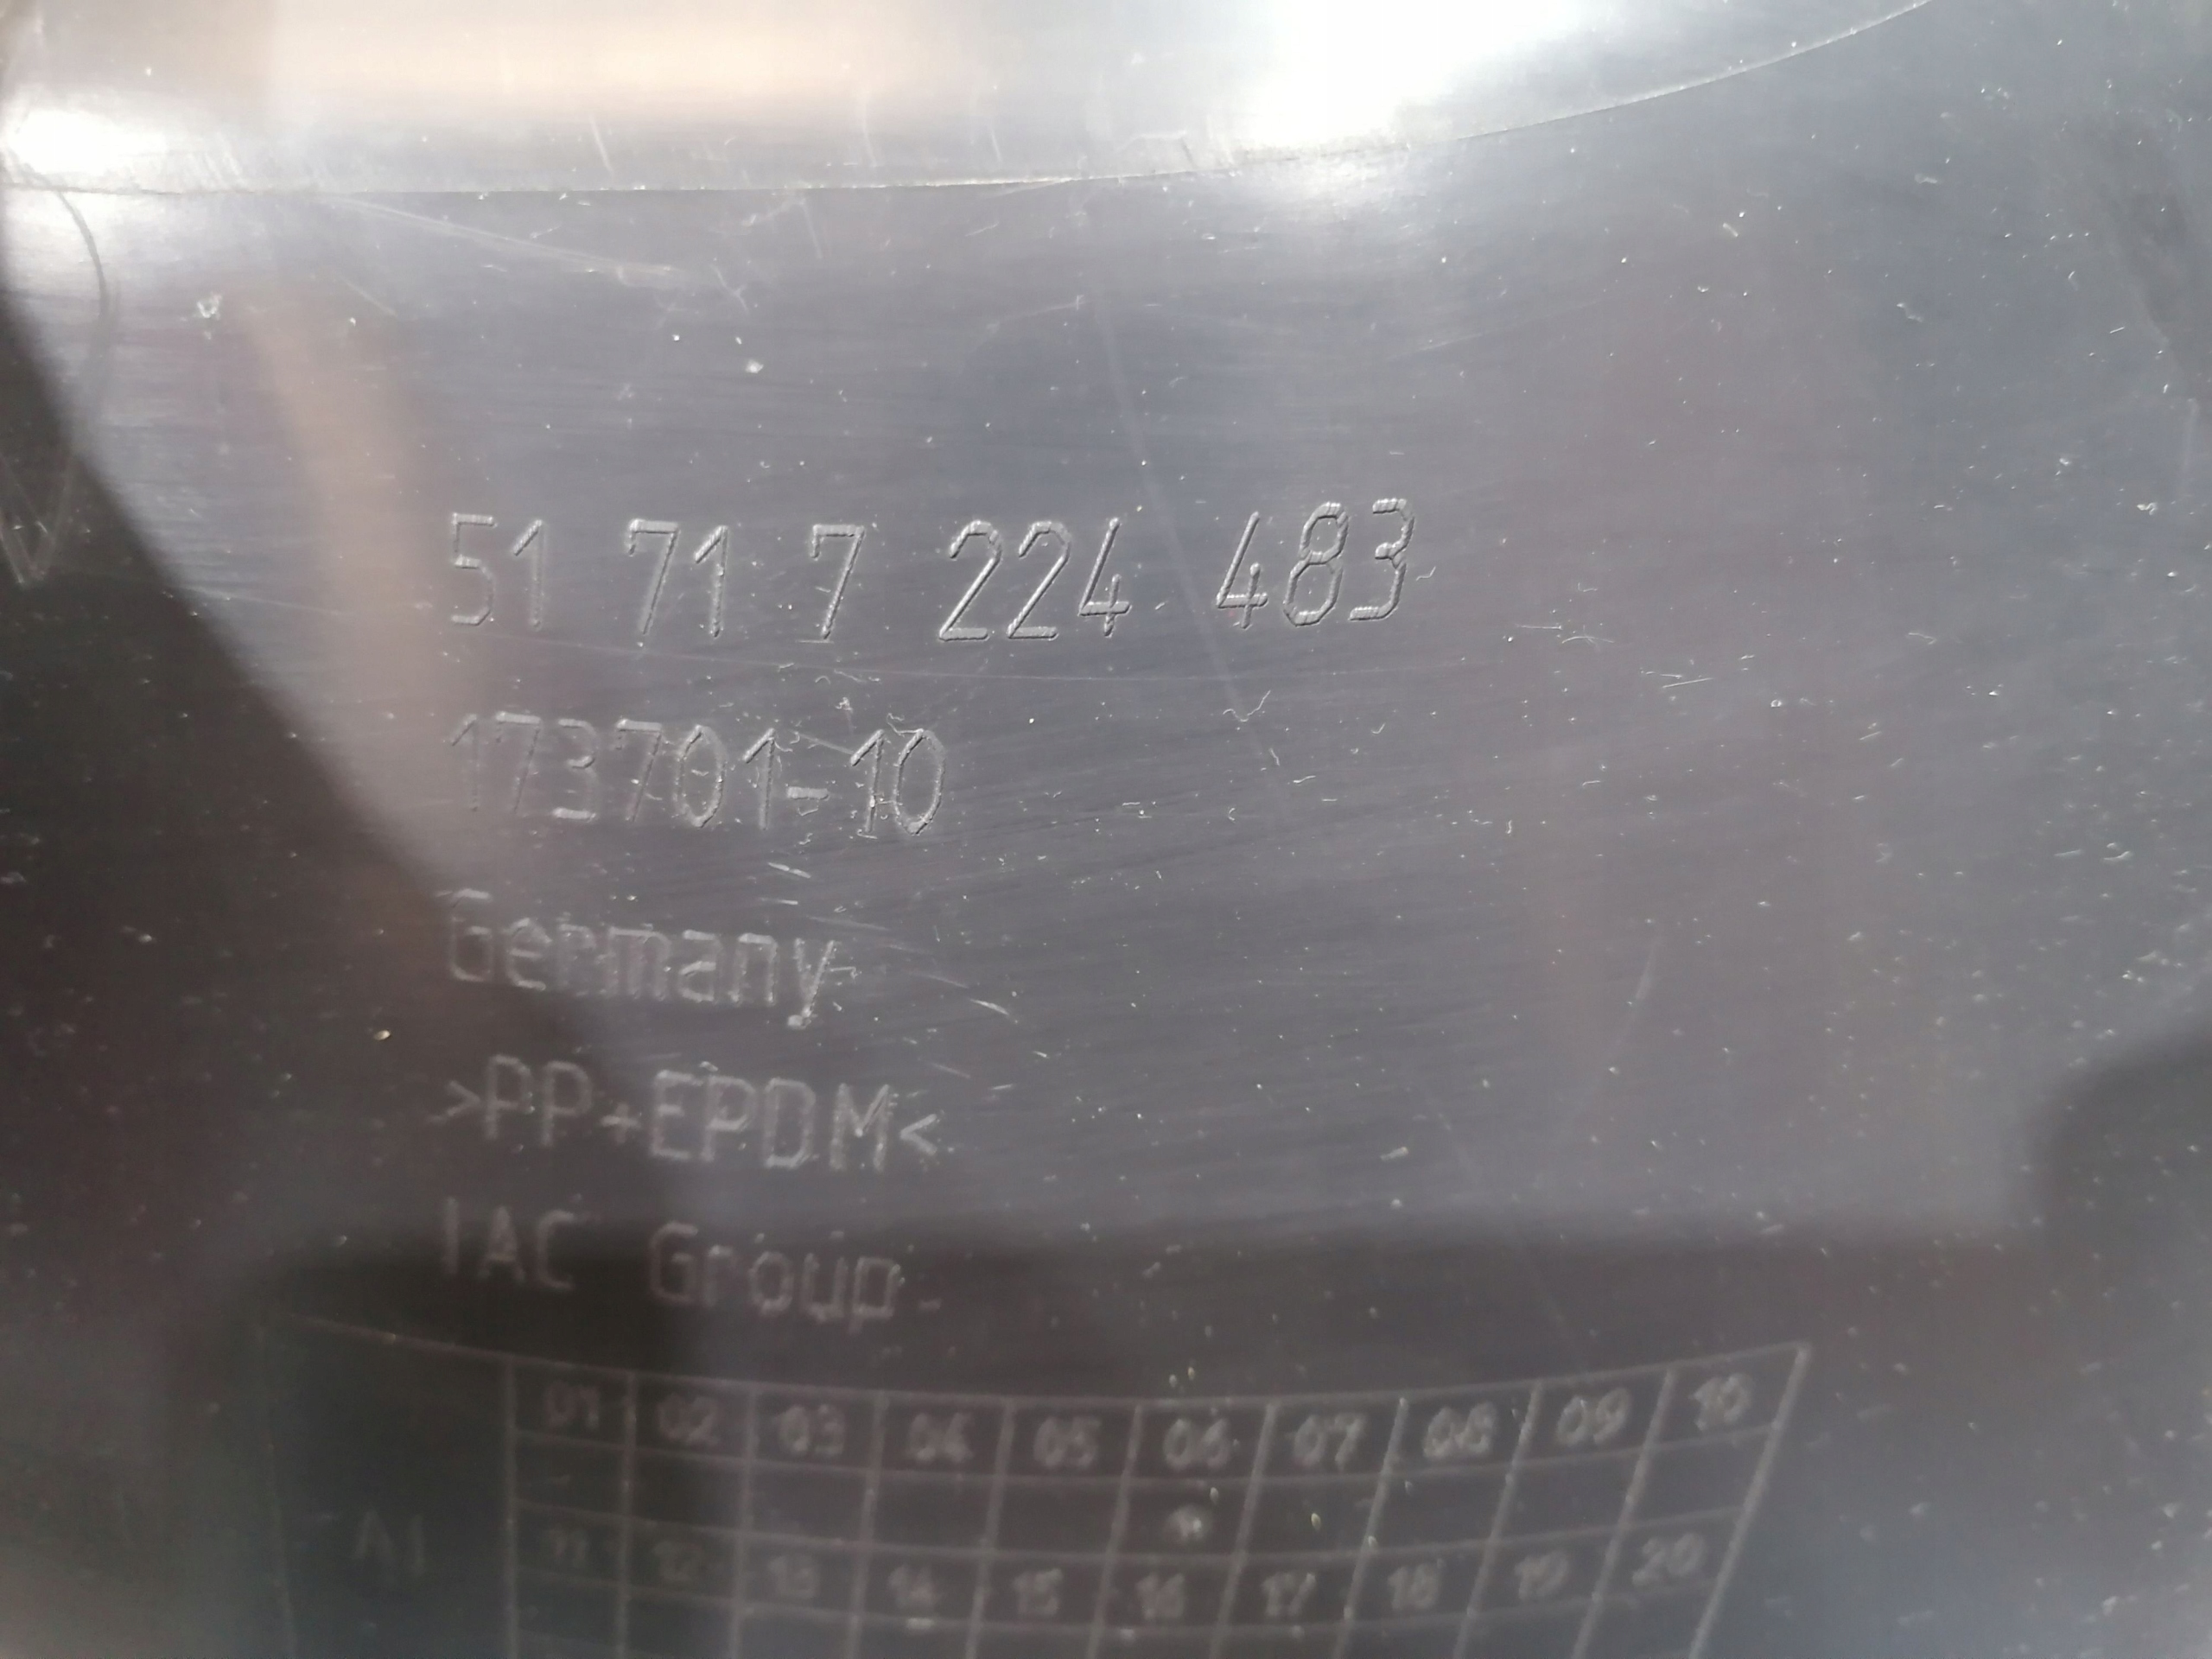 51 71 7 224 483
173701-10
Germany
>PP+EPDM<
IAC Group
01 02 03 04 05 06 07 08 09 10
AI
11 12 13 14 15 16 17 18 19 20